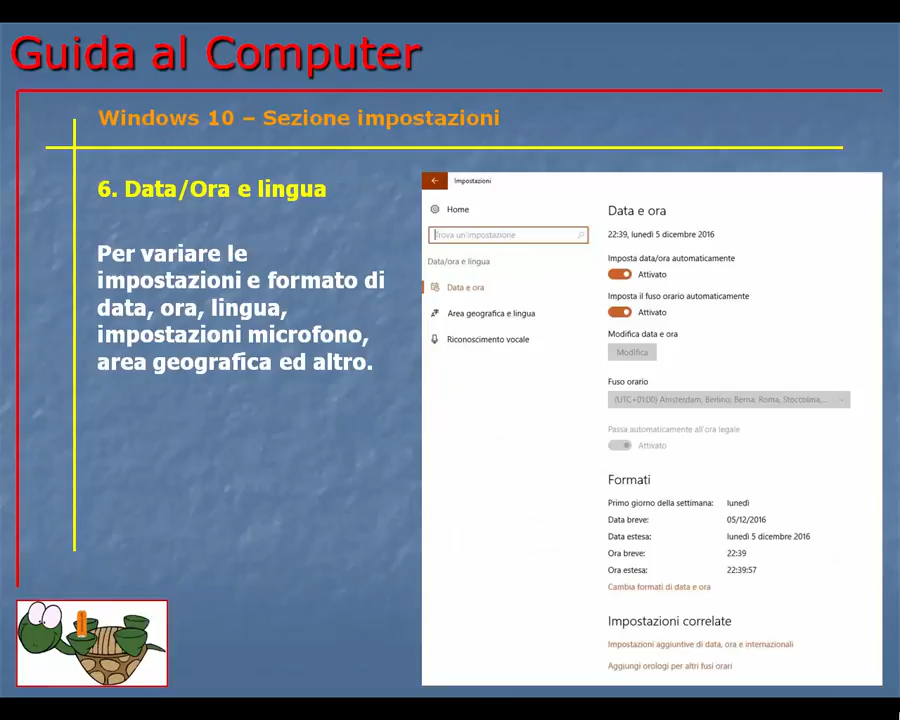 Guida al Computer
Windows 10 – Sezione impostazioni
6. Data/Ora e lingua
Per variare le
impostazioni e formato di
data, ora, lingua,
impostazioni microfono,
area geografica ed altro.
Impostazioni
Home
Trova un'impostazione
Data/ora e lingua
Data e ora
Area geografica e lingua
Riconoscimento vocale
Data e ora
22:39, lunedì 5 dicembre 2016
Imposta data/ora automaticamente
Attivato
Imposta il fuso orario automaticamente
Attivato
Modifica data e ora
Modifica
Fuso orario
(UTC+01:00) Amsterdam, Berlino, Berna, Roma, Stoccolma,...
Passa automaticamente all'ora legale
Attivato
Formati
Primo giorno della settimana: lunedì
Data breve: 05/12/2016
Data estesa: lunedì 5 dicembre 2016
Ora breve: 22:39
Ora estesa: 22:39:57
Cambia formati di data e ora
Impostazioni correlate
Impostazioni aggiuntive di data, ora e internazionali
Aggiungi orologi per altri fusi orari